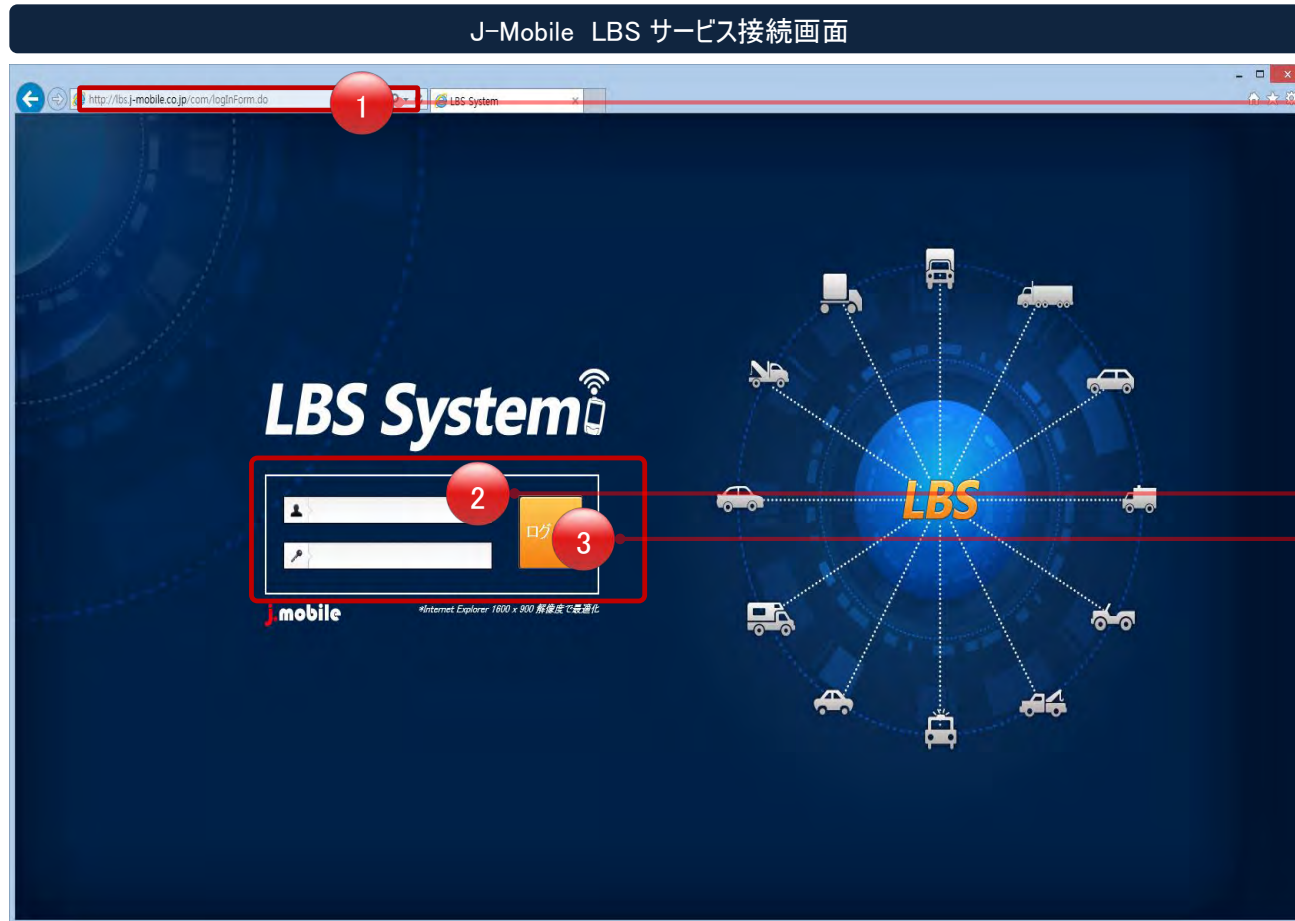 J-Mobile LBS サービス接続画面
http://lbs.j-mobile.co.jp/com/logInForm.do
LBS System
1
LBS System
2
ログ
3
j.mobile
*Internet Explorer 1600 x 900 解像度で最適化
LBS